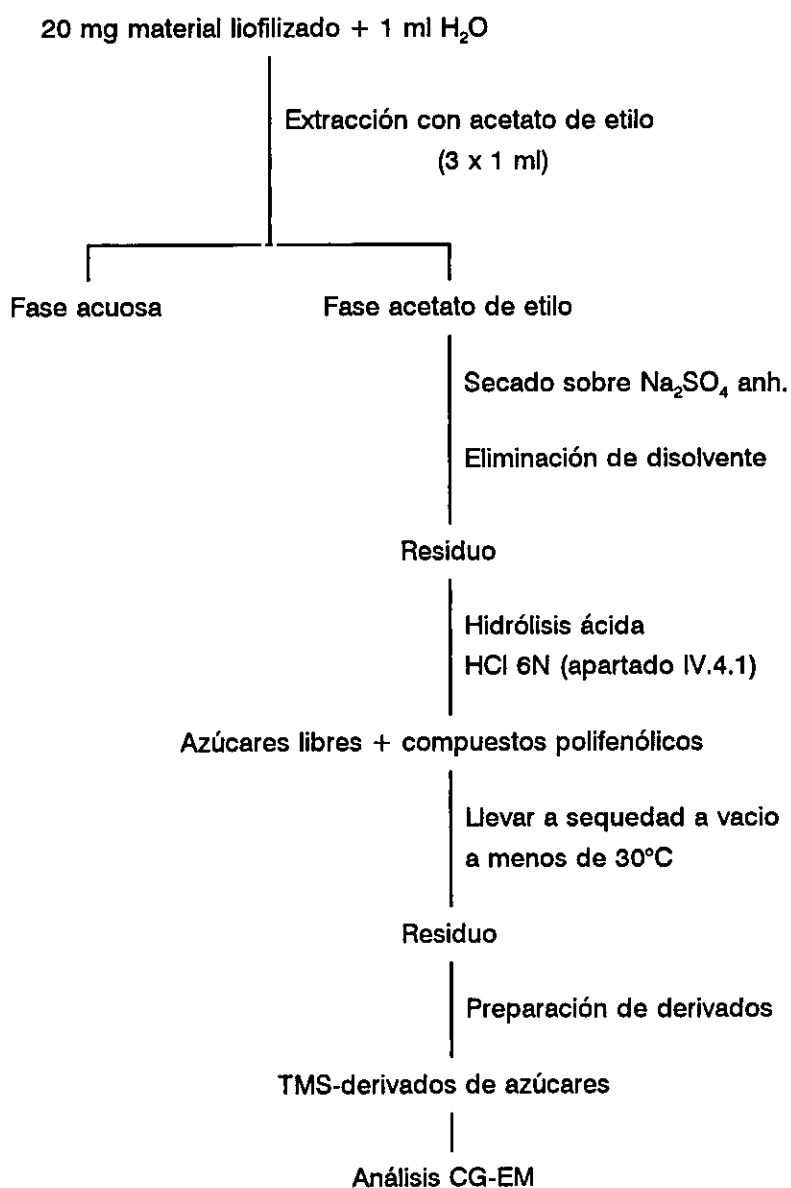 20 mg material liofilizado + 1 ml H₂O
Extracción con acetato de etilo
(3 x 1 ml)
Fase acuosa
Fase acetato de etilo
Secado sobre Na₂SO₄ anh.
Eliminación de disolvente
Residuo
Hidrólisis ácida
HCl 6N (apartado IV.4.1)
Azúcares libres + compuestos polifenólicos
Llevar a sequedad a vacio
a menos de 30°C
Residuo
Preparación de derivados
TMS-derivados de azúcares
Análisis CG-EM